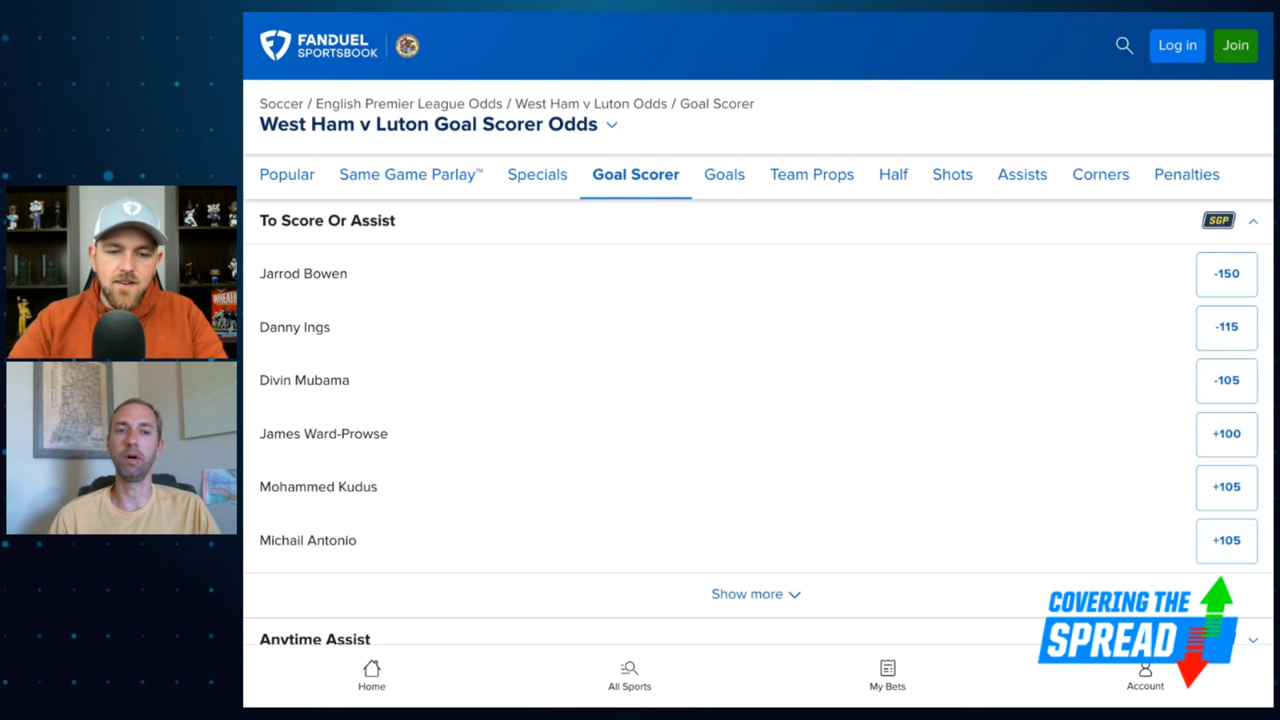 FANDUEL
SPORTSBOOK
Log in
Join
Soccer / English Premier League Odds / West Ham v Luton Odds / Goal Scorer
West Ham v Luton Goal Scorer Odds
Popular Same Game Parlay™ Specials Goal Scorer Goals Team Props Half Shots Assists Corners Penalties
To Score Or Assist SGP
Jarrod Bowen -150
Danny Ings -115
Divin Mubama -105
James Ward-Prowse +100
Mohammed Kudus +105
Michail Antonio +105
Show more
COVERING THE
SPREAD
Anytime Assist
Home All Sports My Bets Account
WHEATIES